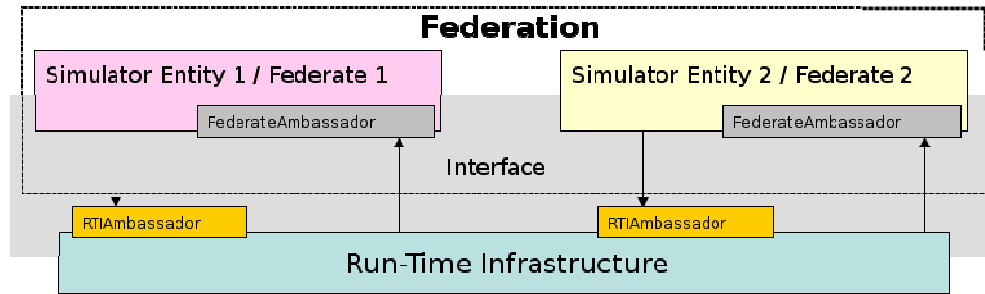 Federation
Simulator Entity 1 / Federate 1
Simulator Entity 2 / Federate 2
FederateAmbassador
FederateAmbassador
Interface
RTIAmbassador
RTIAmbassador
Run-Time Infrastructure